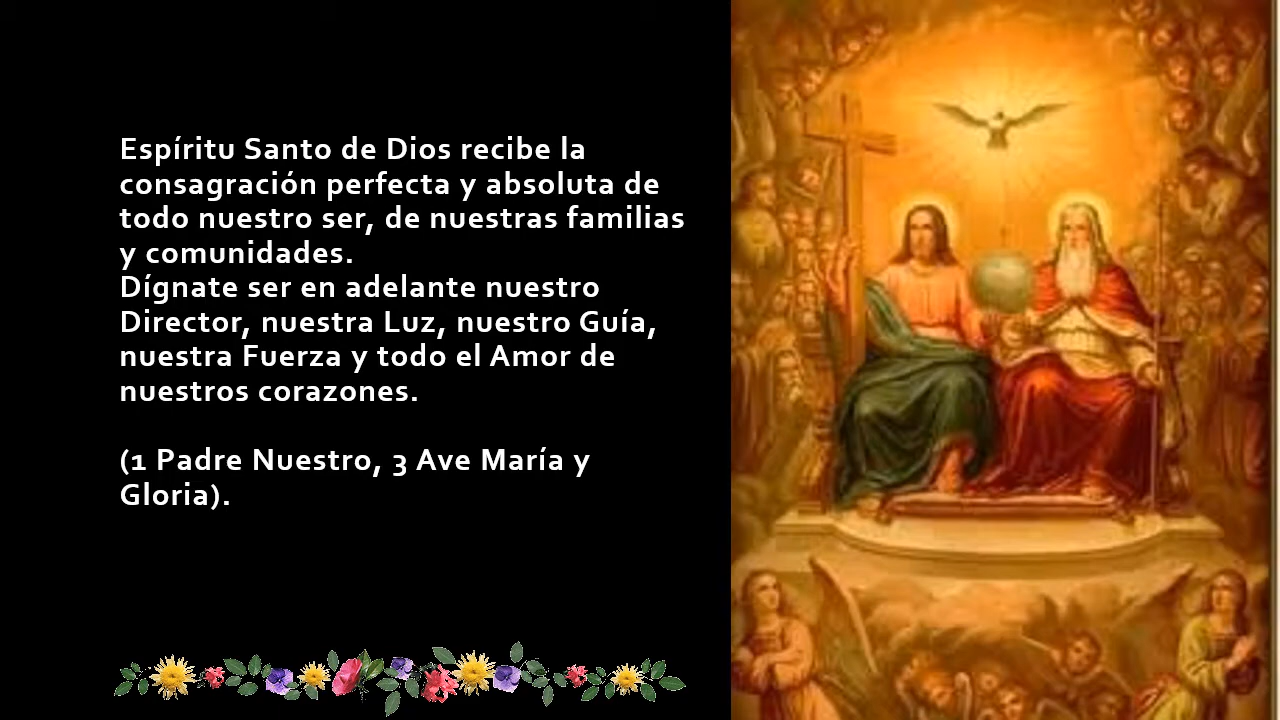 Espíritu Santo de Dios recibe la
consagración perfecta y absoluta de
todo nuestro ser, de nuestras familias
y comunidades.
Dígnate ser en adelante nuestro
Director, nuestra Luz, nuestro Guía,
nuestra Fuerza y todo el Amor de
nuestros corazones.
(1 Padre Nuestro, 3 Ave María y
Gloria).